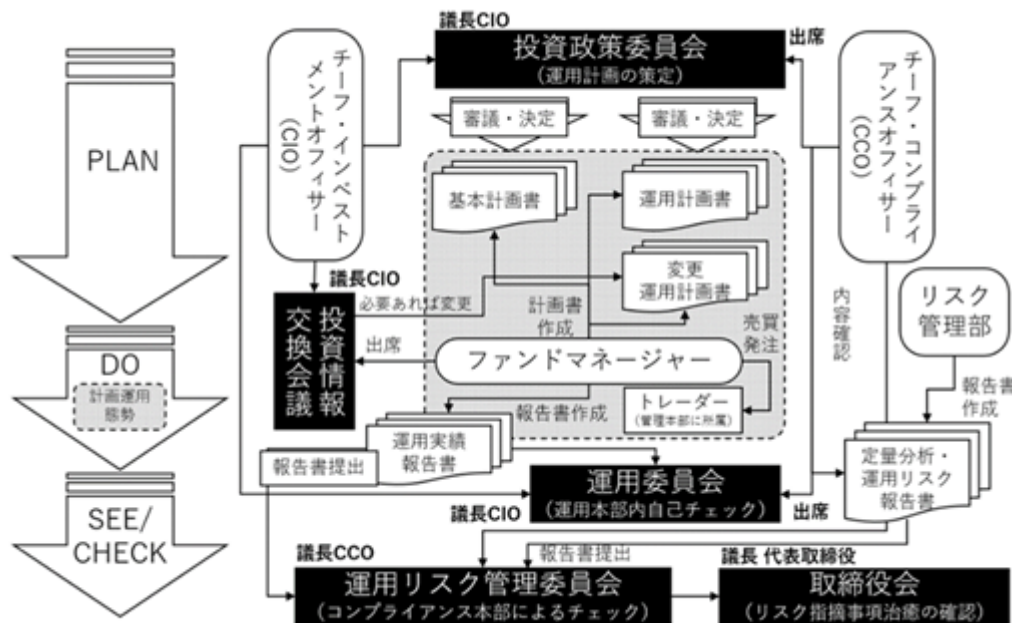 議長CIO
投資政策委員会
(運用計画の策定)
出席
チーフ・インベスト
メントオフィサー
(CIO)
チーフ・コンプライ
アンスオフィサー
(CCO)
審議・決定
審議・決定
PLAN
基本計画書
運用計画書
変更
運用計画書
議長CIO
必要あれば変更
計画書
作成
売買
発注
内容確認
リスク
管理部
投資情報
交換会議
出席
ファンドマネージャー
DO
計画運用
態勢
報告書作成
トレーダー
(管理本部に所属)
報告書
作成
運用実績
報告書
報告書提出
定量分析・
運用リスク
報告書
運用委員会
(運用本部内自己チェック)
議長CIO
出席
SEE/
CHECK
議長CCO
報告書提出
議長 代表取締役
運用リスク管理委員会
(コンプライアンス本部によるチェック)
取締役会
(リスク指摘事項治癒の確認)